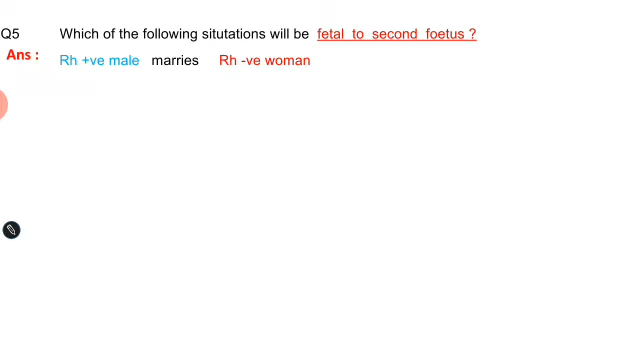 Q5 Which of the following situtations will be fetal to second foetus ?
Ans : Rh +ve male marries Rh -ve woman